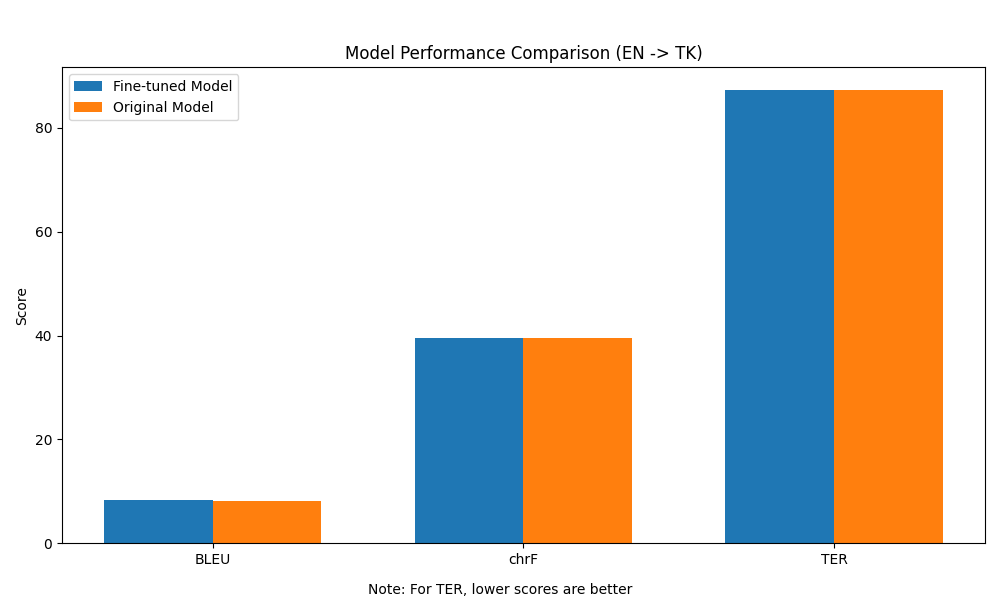 Model Performance Comparison (EN -> TK)
Fine-tuned Model
Original Model
Score
80
60
40
20
0
BLEU
chrF
TER
Note: For TER, lower scores are better